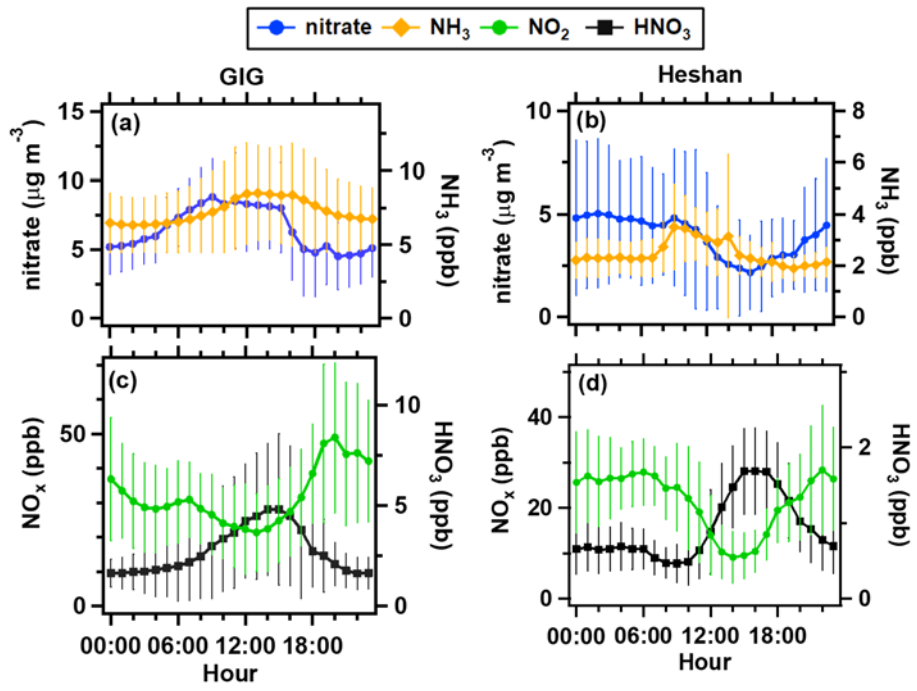 nitrate NH3 NO2 HNO3
GIG
Heshan
(a)
15
10
5
0
nitrate (μg m-3)
10
5
0
NH3 (ppb)
(b)
10
5
0
nitrate (μg m-3)
8
6
4
2
0
NH3 (ppb)
(c)
50
0
NOx (ppb)
10
5
0
HNO3 (ppb)
00:00 06:00 12:00 18:00
Hour
(d)
40
20
0
NOx (ppb)
2
1
0
HNO3 (ppb)
00:00 06:00 12:00 18:00
Hour